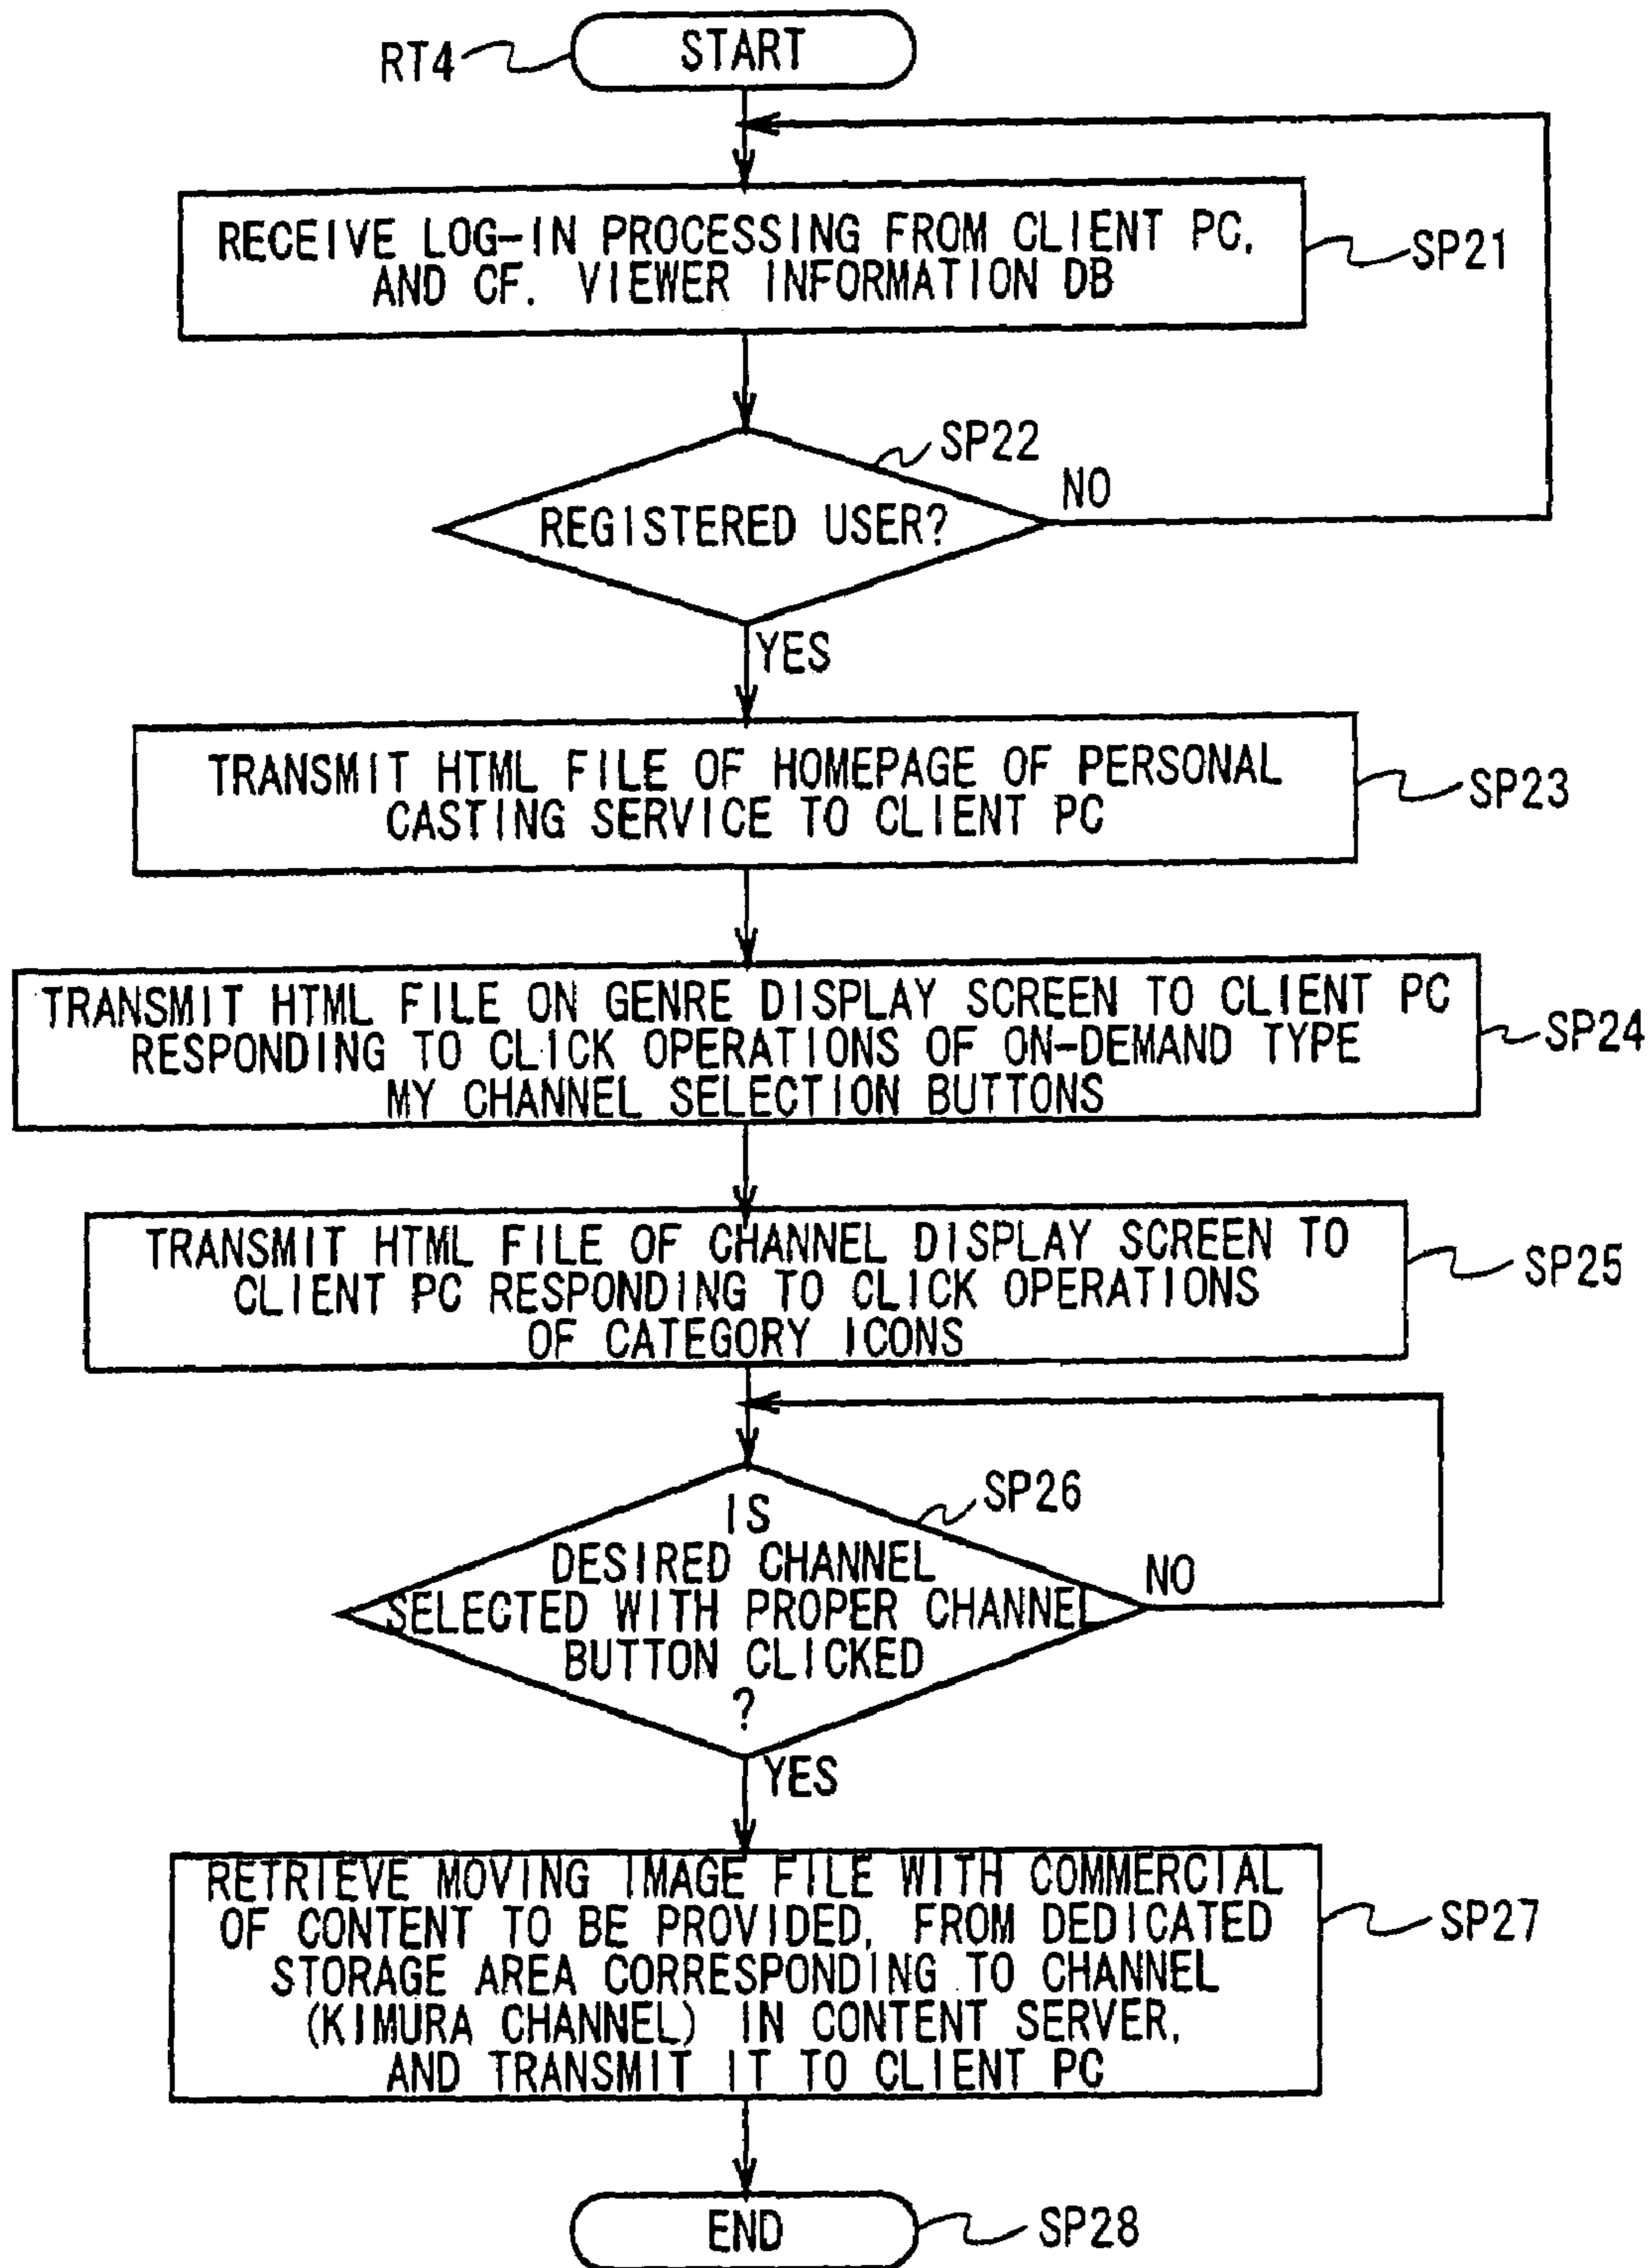 RT4
START
RECEIVE LOG-IN PROCESSING FROM CLIENT PC,
AND CF. VIEWER INFORMATION DB
SP21
SP22
REGISTERED USER?
NO
YES
TRANSMIT HTML FILE OF HOMEPAGE OF PERSONAL
CASTING SERVICE TO CLIENT PC
SP23
TRANSMIT HTML FILE ON GENRE DISPLAY SCREEN TO CLIENT PC
RESPONDING TO CLICK OPERATIONS OF ON-DEMAND TYPE
MY CHANNEL SELECTION BUTTONS
SP24
TRANSMIT HTML FILE OF CHANNEL DISPLAY SCREEN TO
CLIENT PC RESPONDING TO CLICK OPERATIONS
OF CATEGORY ICONS
SP25
SP26
IS
DESIRED CHANNEL
SELECTED WITH PROPER CHANNEL
BUTTON CLICKED
?
NO
YES
RETRIEVE MOVING IMAGE FILE WITH COMMERCIAL
OF CONTENT TO BE PROVIDED, FROM DEDICATED
STORAGE AREA CORRESPONDING TO CHANNEL
(KIMURA CHANNEL) IN CONTENT SERVER,
AND TRANSMIT IT TO CLIENT PC
SP27
END
SP28